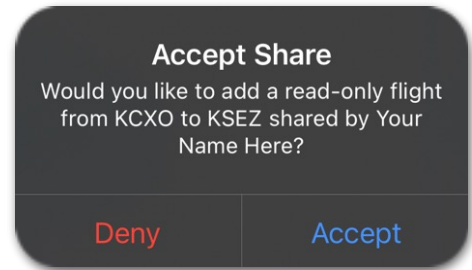 Accept Share
Would you like to add a read-only flight
from KCXO to KSEZ shared by Your
Name Here?
Deny
Accept